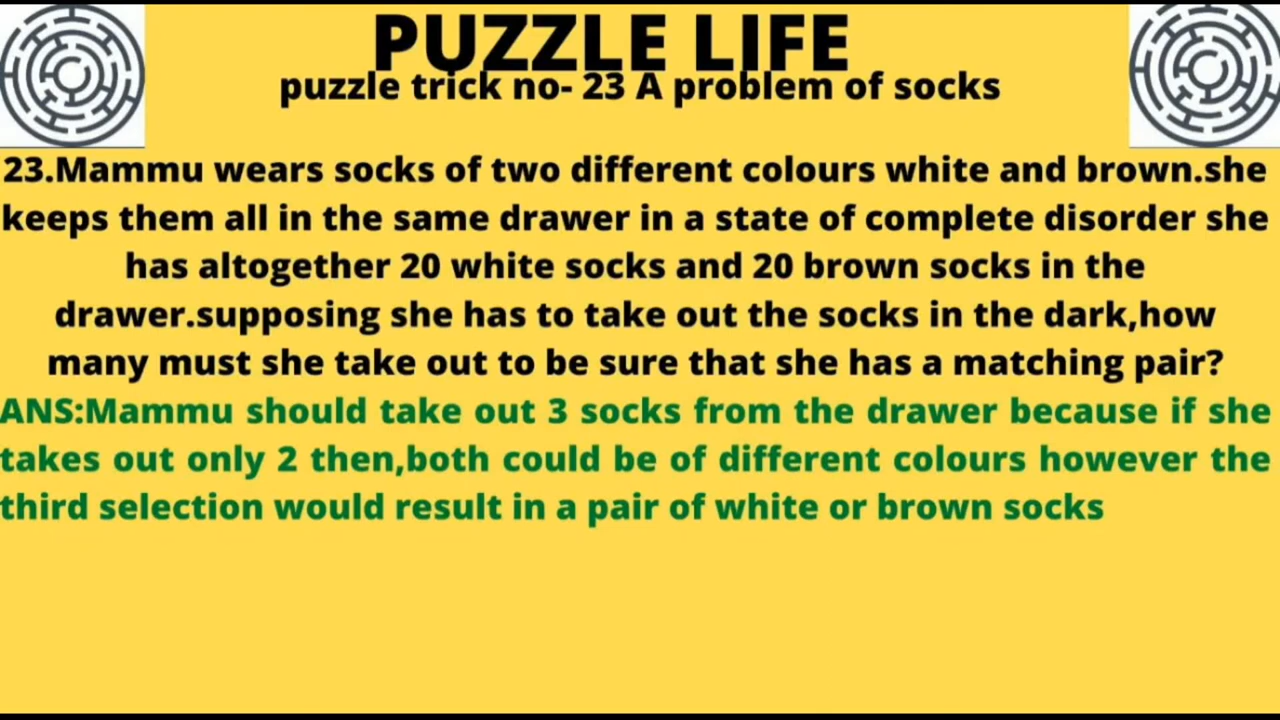 PUZZLE LIFE
puzzle trick no- 23 A problem of socks
23.Mammu wears socks of two different colours white and brown.she
keeps them all in the same drawer in a state of complete disorder she
has altogether 20 white socks and 20 brown socks in the
drawer.supposing she has to take out the socks in the dark,how
many must she take out to be sure that she has a matching pair?
ANS:Mammu should take out 3 socks from the drawer because if she
takes out only 2 then,both could be of different colours however the
third selection would result in a pair of white or brown socks